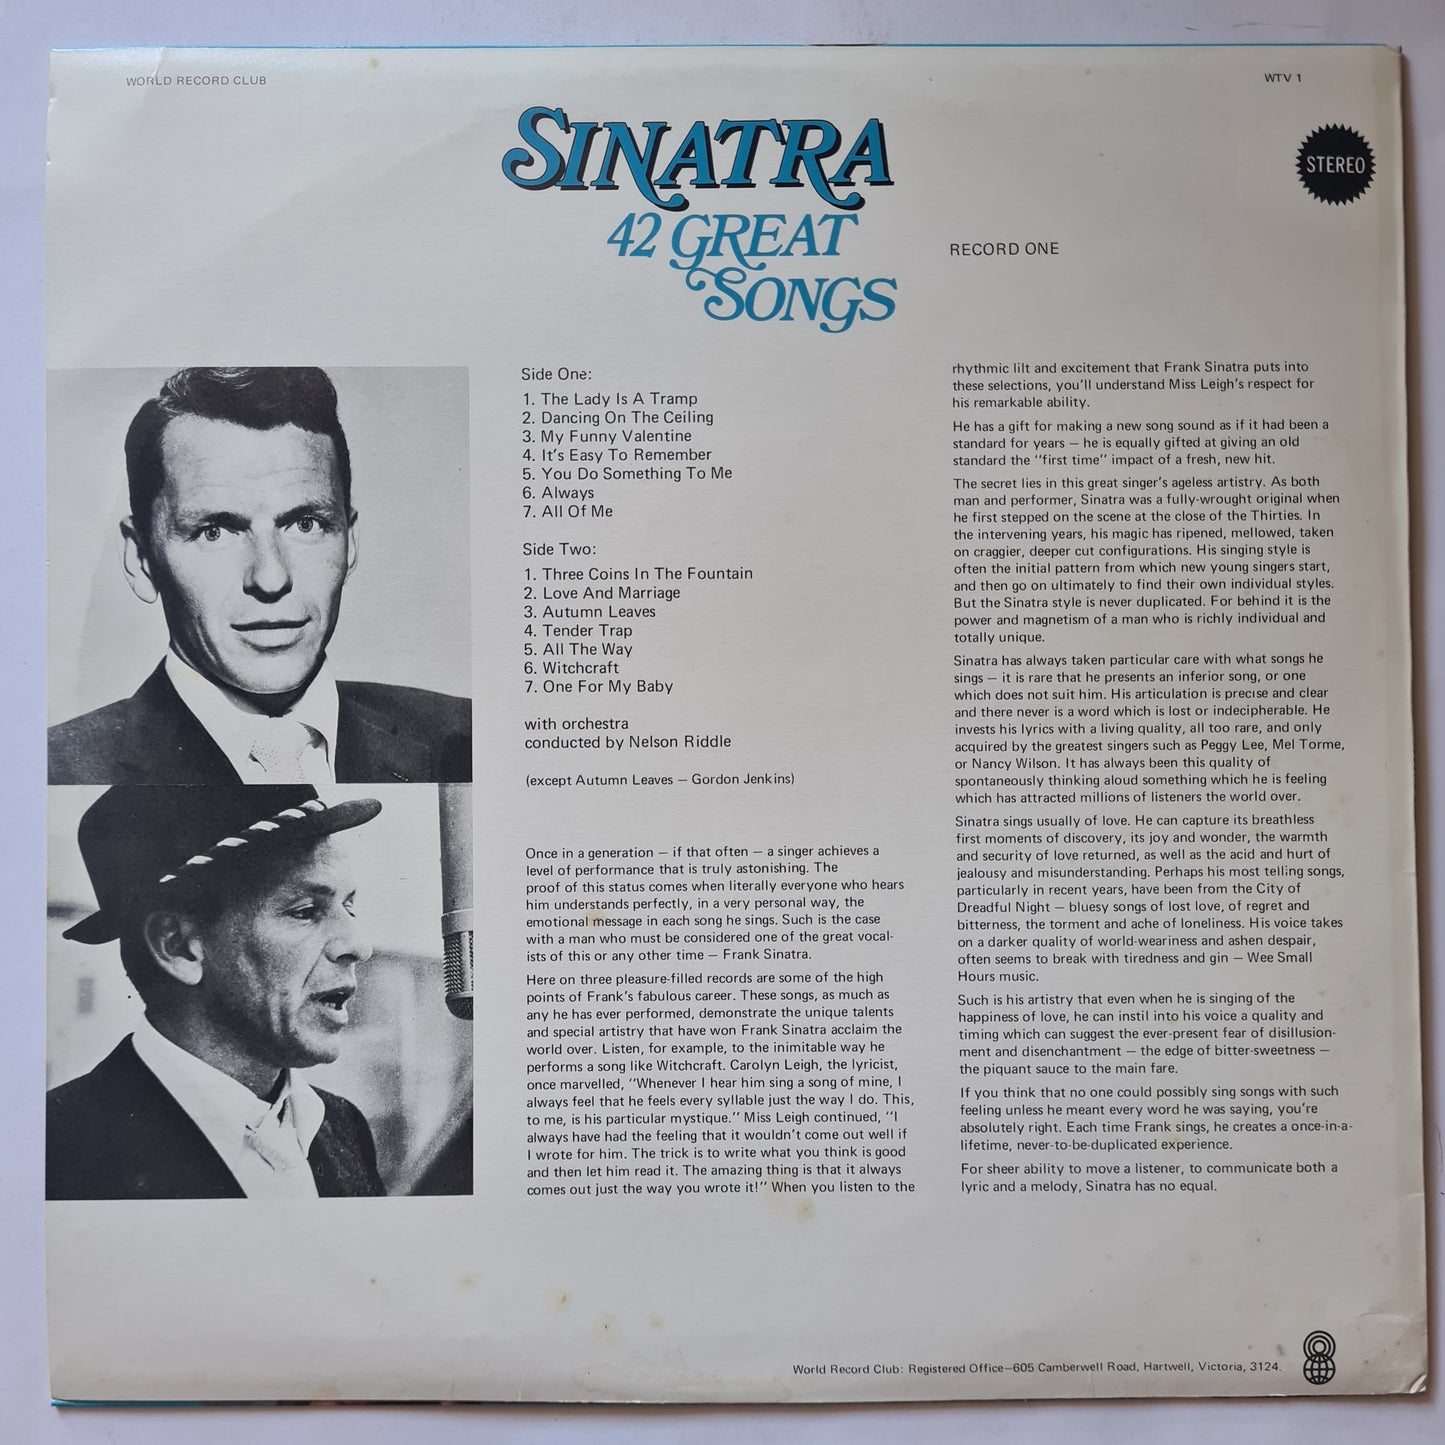 WORLD RECORD CLUB
WTV 1
SINATRA
42 GREAT
SONGS
STEREO
RECORD ONE
Side One:
1. The Lady Is A Tramp
2. Dancing On The Ceiling
3. My Funny Valentine
4. It's Easy To Remember
5. You Do Something To Me
6. Always
7. All Of Me
Side Two:
1. Three Coins In The Fountain
2. Love And Marriage
3. Autumn Leaves
4. Tender Trap
5. All The Way
6. Witchcraft
7. One For My Baby
with orchestra
conducted by Nelson Riddle
(except Autumn Leaves — Gordon Jenkins)
Once in a generation — if that often — a singer achieves a
level of performance that is truly astonishing. The
proof of this status comes when literally everyone who hears
him understands perfectly, in a very personal way, the
emotional message in each song he sings. Such is the case
with a man who must be considered one of the great vocal-
ists of this or any other time — Frank Sinatra.
Here on three pleasure-filled records are some of the high
points of Frank's fabulous career. These songs, as much as
any he has ever performed, demonstrate the unique talents
and special artistry that have won Frank Sinatra acclaim the
world over. Listen, for example, to the inimitable way he
performs a song like Witchcraft. Carolyn Leigh, the lyricist,
once marvelled, "Whenever I hear him sing a song of mine, I
always feel that he feels every syllable just the way I do. This,
to me, is his particular mystique." Miss Leigh continued, "I
always have had the feeling that it wouldn't come out well if
I wrote for him. The trick is to write what you think is good
and then let him read it. The amazing thing is that it always
comes out just the way you wrote it!" When you listen to the
rhythmic lilt and excitement that Frank Sinatra puts into
these selections, you'll understand Miss Leigh's respect for
his remarkable ability.
He has a gift for making a new song sound as if it had been a
standard for years — he is equally gifted at giving an old
standard the "first time" impact of a fresh, new hit.
The secret lies in this great singer's ageless artistry. As both
man and performer, Sinatra was a fully-wrought original when
he first stepped on the scene at the close of the Thirties. In
the intervening years, his magic has ripened, mellowed, taken
on craggier, deeper cut configurations. His singing style is
often the initial pattern from which new young singers start,
and then go on ultimately to find their own individual styles.
But the Sinatra style is never duplicated. For behind it is the
power and magnetism of a man who is richly individual and
totally unique.
Sinatra has always taken particular care with what songs he
sings — it is rare that he presents an inferior song, or one
which does not suit him. His articulation is precise and clear
and there never is a word which is lost or indecipherable. He
invests his lyrics with a living quality, all too rare, and only
acquired by the greatest singers such as Peggy Lee, Mel Torme,
or Nancy Wilson. It has always been this quality of
spontaneously thinking aloud something which he is feeling
which has attracted millions of listeners the world over.
Sinatra sings usually of love. He can capture its breathless
first moments of discovery, its joy and wonder, the warmth
and security of love returned, as well as the acid and hurt of
jealousy and misunderstanding. Perhaps his most telling songs,
particularly in recent years, have been from the City of
Dreadful Night — bluesy songs of lost love, of regret and
bitterness, the torment and ache of loneliness. His voice takes
on a darker quality of world-weariness and ashen despair,
often seems to break with tiredness and gin — Wee Small
Hours music.
Such is his artistry that even when he is singing of the
happiness of love, he can instil into his voice a quality and
timing which can suggest the ever-present fear of disillusion-
ment and disenchantment — the edge of bitter-sweetness —
the piquant sauce to the main fare.
If you think that no one could possibly sing songs with such
feeling unless he meant every word he was saying, you're
absolutely right. Each time Frank sings, he creates a once-in-a-
lifetime, never-to-be-duplicated experience.
For sheer ability to move a listener, to communicate both a
lyric and a melody, Sinatra has no equal.
World Record Club: Registered Office—605 Camberwell Road, Hartwell, Victoria, 3124.